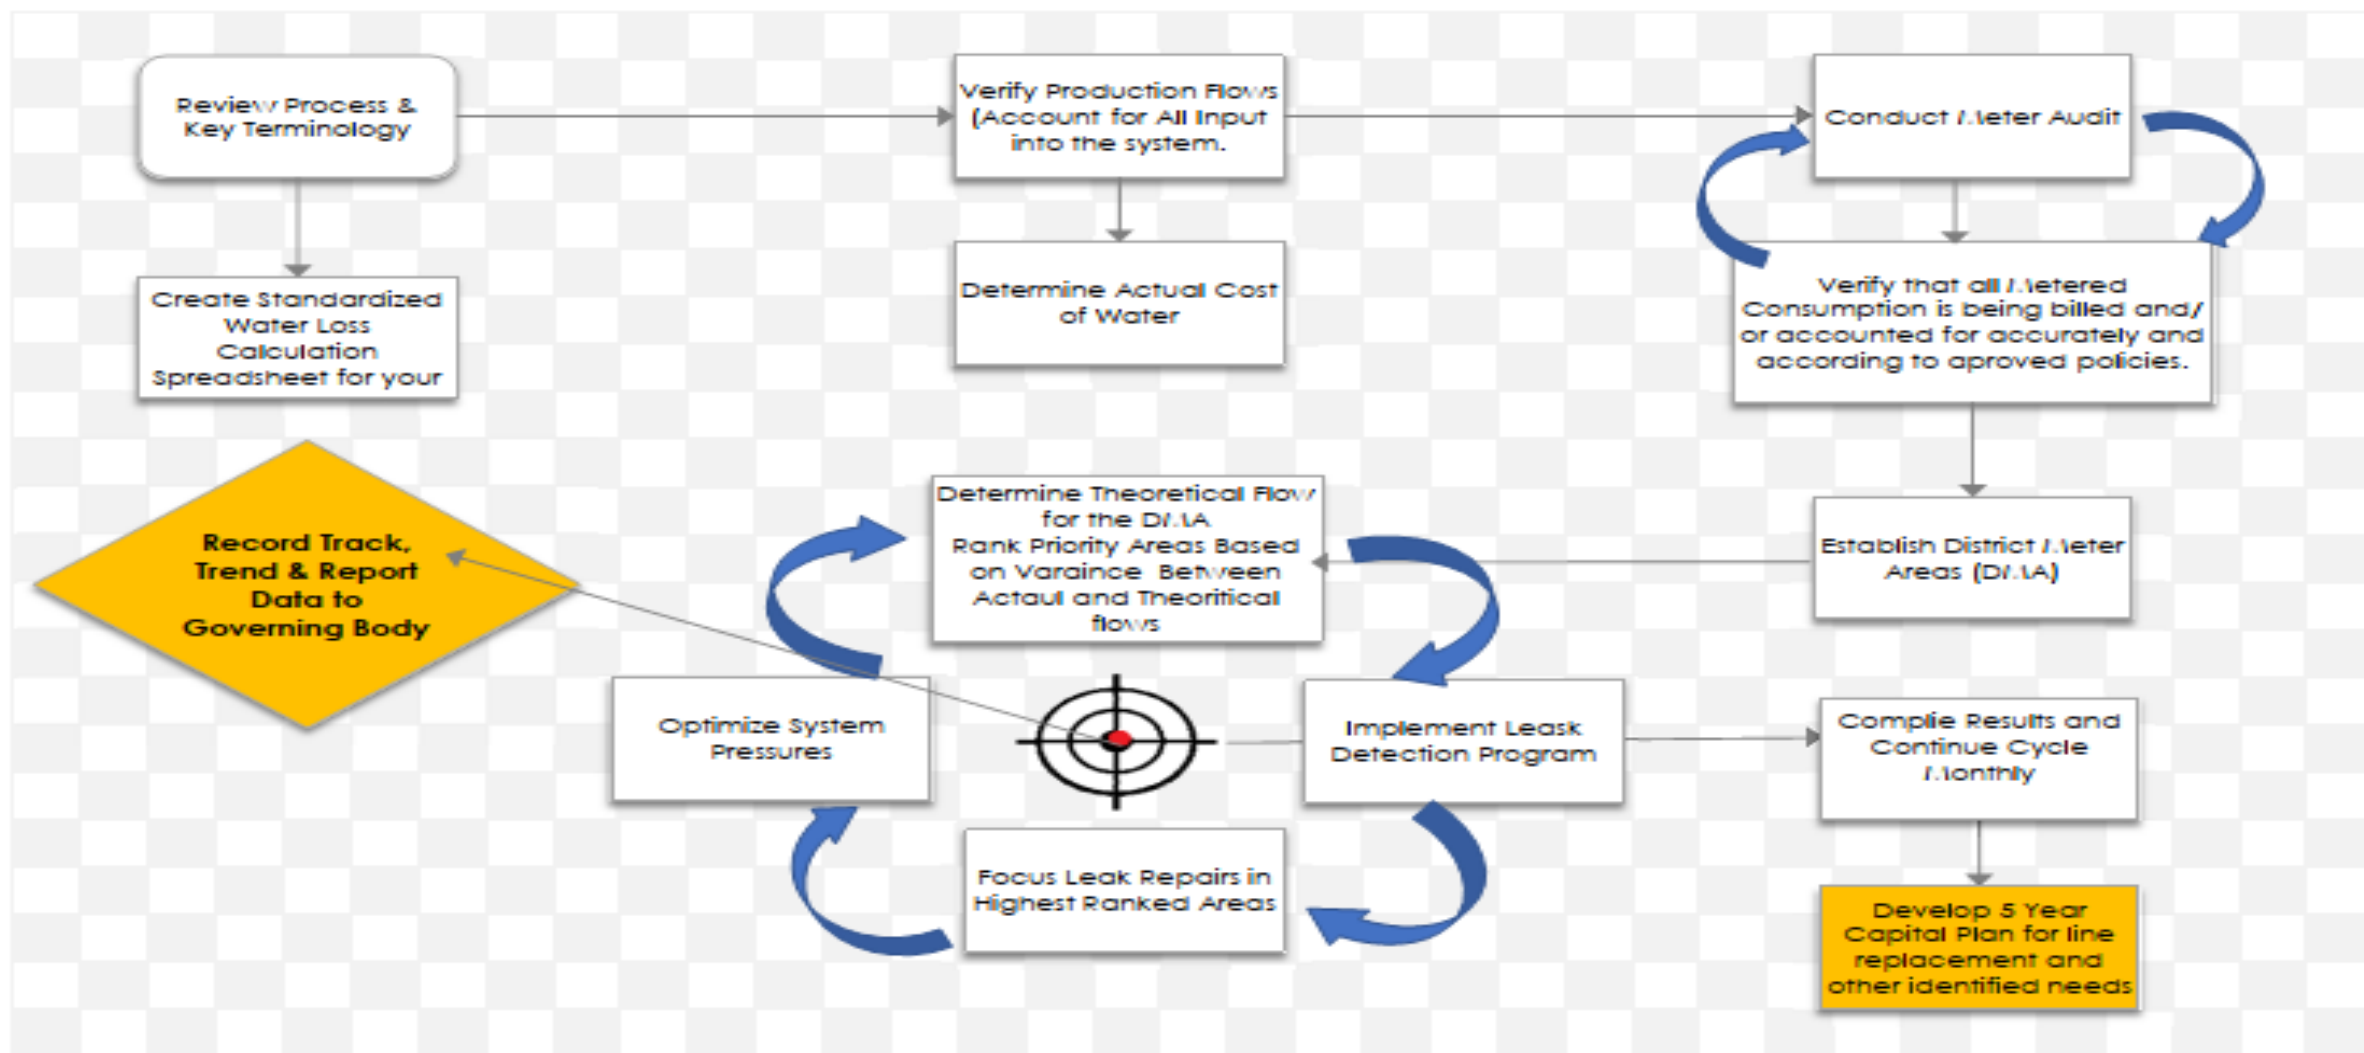 Review Process &
Key Terminology
Verify Production Flows
(Account for All Input
into the system.
Conduct Meter Audit
Create Standardized
Water Loss
Calculation
Spreadsheet for your
Determine Actual Cost
of Water
Verify that all Metered
Consumption is being billed and/
or accounted for accurately and
according to aproved policies.
Record Track,
Trend & Report
Data to
Governing Body
Determine Theoretical Flow
for the DMA
Rank Priority Areas Based
on Varaince Between
Actaul and Theoritical
flows
Establish District Meter
Areas (DMA)
Optimize System
Pressures
Implement Leask
Detection Program
Complie Results and
Continue Cycle
Monthly
Focus Leak Repairs in
Highest Ranked Areas
Develop 5 Year
Capital Plan for line
replacement and
other identified needs